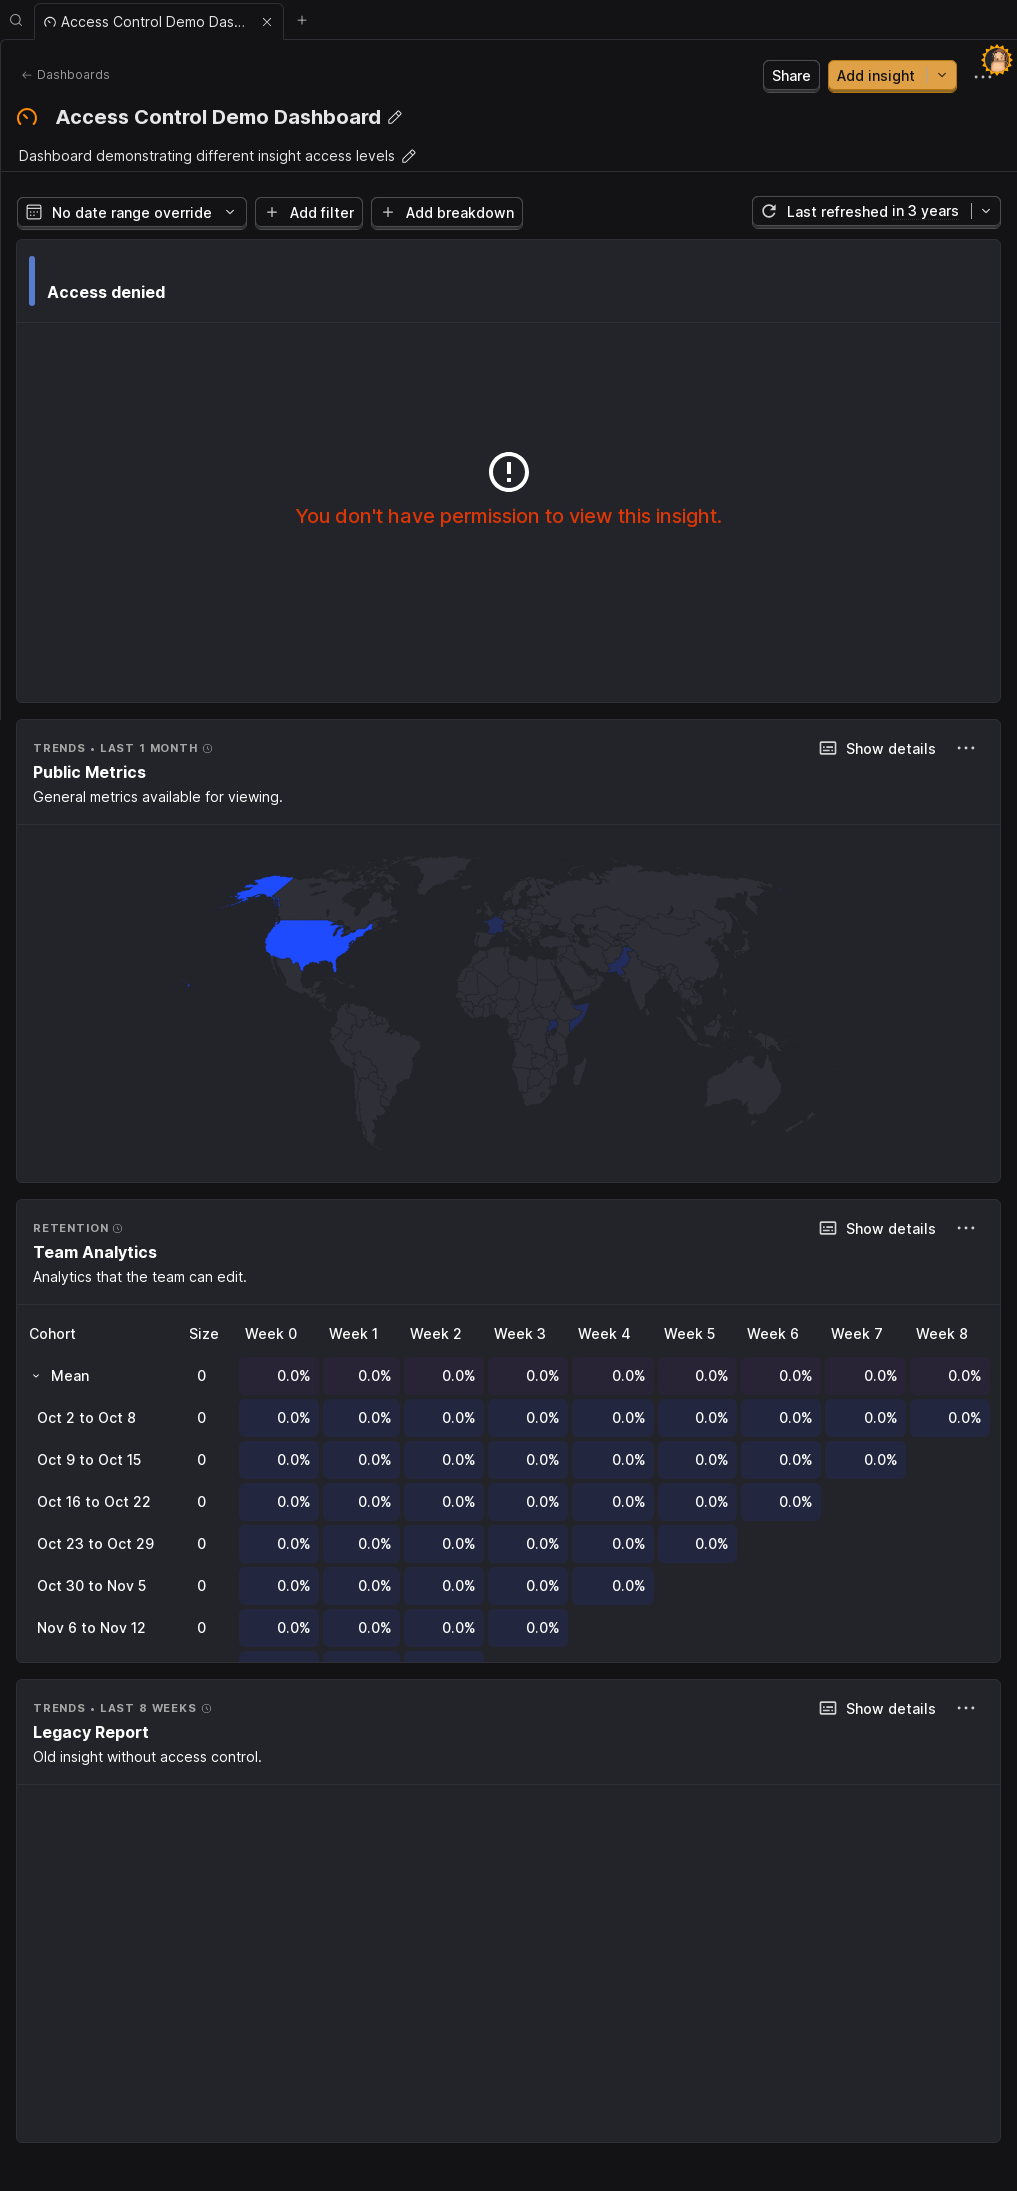 Access Control Demo Das...
Dashboards
Share
Add insight
Access Control Demo Dashboard
Dashboard demonstrating different insight access levels
No date range override
Add filter
Add breakdown
Last refreshed in 3 years
Access denied
You don't have permission to view this insight.
TRENDS • LAST 1 MONTH
Show details
Public Metrics
General metrics available for viewing.
RETENTION
Show details
Team Analytics
Analytics that the team can edit.
Cohort Size Week 0 Week 1 Week 2 Week 3 Week 4 Week 5 Week 6 Week 7 Week 8
Mean 0 0.0% 0.0% 0.0% 0.0% 0.0% 0.0% 0.0% 0.0% 0.0%
Oct 2 to Oct 8 0 0.0% 0.0% 0.0% 0.0% 0.0% 0.0% 0.0% 0.0% 0.0%
Oct 9 to Oct 15 0 0.0% 0.0% 0.0% 0.0% 0.0% 0.0% 0.0% 0.0%
Oct 16 to Oct 22 0 0.0% 0.0% 0.0% 0.0% 0.0% 0.0% 0.0%
Oct 23 to Oct 29 0 0.0% 0.0% 0.0% 0.0% 0.0% 0.0%
Oct 30 to Nov 5 0 0.0% 0.0% 0.0% 0.0% 0.0%
Nov 6 to Nov 12 0 0.0% 0.0% 0.0% 0.0%
TRENDS • LAST 8 WEEKS
Show details
Legacy Report
Old insight without access control.